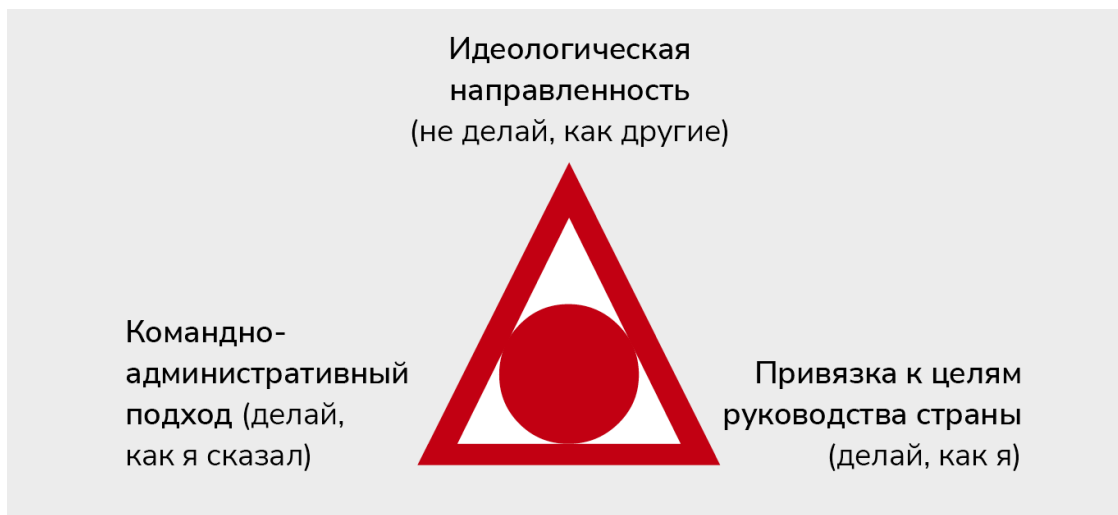 Идеологическая
направленность
(не делай, как другие)
Командно-
административный
подход (делай,
как я сказал)
Привязка к целям
руководства страны
(делай, как я)